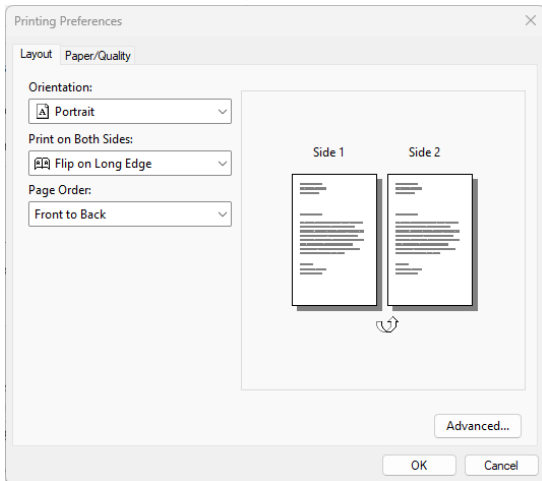 Printing Preferences
Layout
Paper/Quality
Orientation:
A Portrait
Print on Both Sides:
Flip on Long Edge
Page Order:
Front to Back
Side 1
Side 2
Advanced...
OK
Cancel